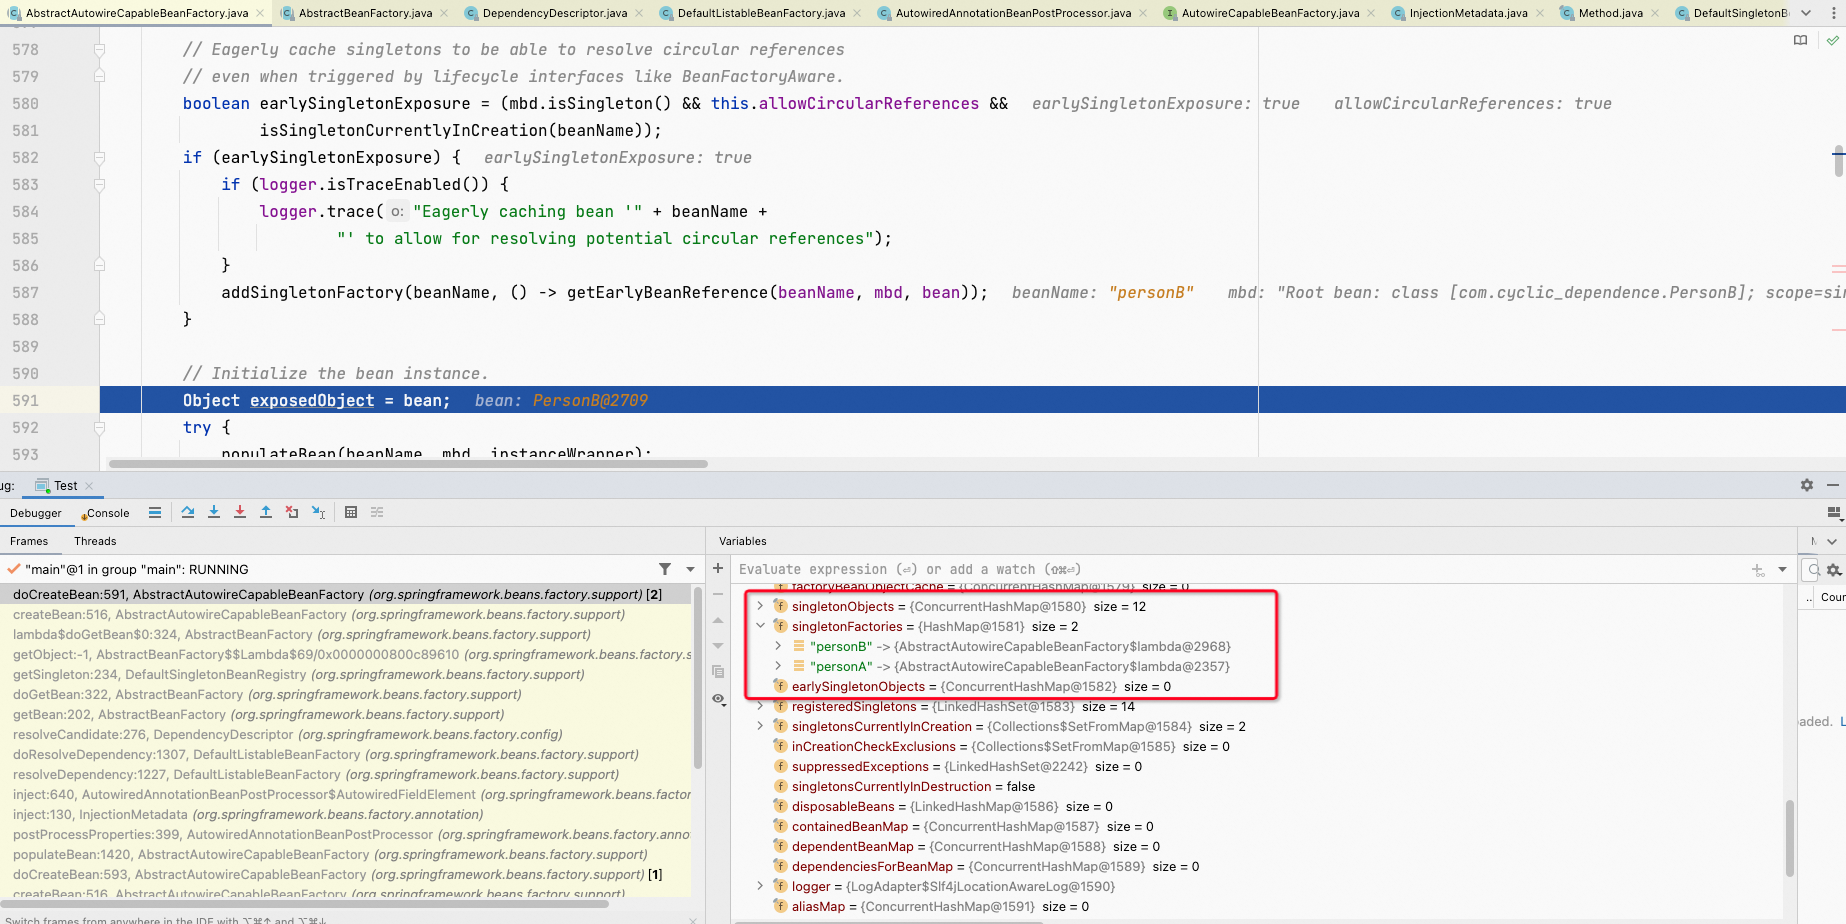 AbstractAutowireCapableBeanFactory.java AbstractBeanFactory.java DependencyDescriptor.java DefaultListableBeanFactory.java AutowiredAnnotationBeanPostProcessor.java AutowireCapableBeanFactory.java InjectionMetadata.java Method.java DefaultSingletonB
578 // Eagerly cache singletons to be able to resolve circular references
579 // even when triggered by lifecycle interfaces like BeanFactoryAware.
580 boolean earlySingletonExposure = (mbd.isSingleton() && this.allowCircularReferences && earlySingletonExposure: true allowCircularReferences: true
581 isSingletonCurrentlyInCreation(beanName));
582 if (earlySingletonExposure) { earlySingletonExposure: true
583 if (logger.isTraceEnabled()) {
584 logger.trace( o: "Eagerly caching bean '" + beanName +
585 "' to allow for resolving potential circular references");
586 }
587 addSingletonFactory(beanName, () -> getEarlyBeanReference(beanName, mbd, bean)); beanName: "personB" mbd: "Root bean: class [com.cyclic_dependence.PersonB]; scope=sin
588 }
589
590 // Initialize the bean instance.
591 Object exposedObject = bean; bean: PersonB@2709
592 try {
593 populateBean(beanName, mbd, instanceWrapper);
ug: Test
Debugger Console
Frames Threads
"main"@1 in group "main": RUNNING
doCreateBean:591, AbstractAutowireCapableBeanFactory (org.springframework.beans.factory.support) [2]
createBean:516, AbstractAutowireCapableBeanFactory (org.springframework.beans.factory.support)
lambda$doGetBean$0:324, AbstractBeanFactory (org.springframework.beans.factory.support)
getObject:-1, AbstractBeanFactory$$Lambda$69/0x0000000800c89610 (org.springframework.beans.factory.s
getSingleton:234, DefaultSingletonBeanRegistry (org.springframework.beans.factory.support)
doGetBean:322, AbstractBeanFactory (org.springframework.beans.factory.support)
getBean:202, AbstractBeanFactory (org.springframework.beans.factory.support)
resolveCandidate:276, DependencyDescriptor (org.springframework.beans.factory.config)
doResolveDependency:1307, DefaultListableBeanFactory (org.springframework.beans.factory.support)
resolveDependency:1227, DefaultListableBeanFactory (org.springframework.beans.factory.support)
inject:640, AutowiredAnnotationBeanPostProcessor$AutowiredFieldElement (org.springframework.beans.factor
inject:130, InjectionMetadata (org.springframework.beans.factory.annotation)
postProcessProperties:399, AutowiredAnnotationBeanPostProcessor (org.springframework.beans.factory.anno
populateBean:1420, AbstractAutowireCapableBeanFactory (org.springframework.beans.factory.support)
doCreateBean:593, AbstractAutowireCapableBeanFactory (org.springframework.beans.factory.support) [1]
createBean:516, AbstractAutowireCapableBeanFactory (org.springframework.beans.factory.support)
Switch frames from anywhere in the IDE with ⌥⌘↑ and ⌥⌘↓
Variables
Evaluate expression (⏎) or add a watch (⇧⌘⏎)
factoryBeanObjectCache = {ConcurrentHashMap@1579} size = 0
singletonObjects = {ConcurrentHashMap@1580} size = 12
singletonFactories = {HashMap@1581} size = 2
"personB" -> {AbstractAutowireCapableBeanFactory$lambda@2968}
"personA" -> {AbstractAutowireCapableBeanFactory$lambda@2357}
earlySingletonObjects = {ConcurrentHashMap@1582} size = 0
registeredSingletons = {LinkedHashSet@1583} size = 14
singletonsCurrentlyInCreation = {Collections$SetFromMap@1584} size = 2
inCreationCheckExclusions = {Collections$SetFromMap@1585} size = 0
suppressedExceptions = {LinkedHashSet@2242} size = 0
singletonsCurrentlyInDestruction = false
disposableBeans = {LinkedHashMap@1586} size = 0
containedBeanMap = {ConcurrentHashMap@1587} size = 0
dependentBeanMap = {ConcurrentHashMap@1588} size = 0
dependenciesForBeanMap = {ConcurrentHashMap@1589} size = 0
logger = {LogAdapter$Slf4jLocationAwareLog@1590}
aliasMap = {ConcurrentHashMap@1591} size = 0
M
.. Coun
aded. L